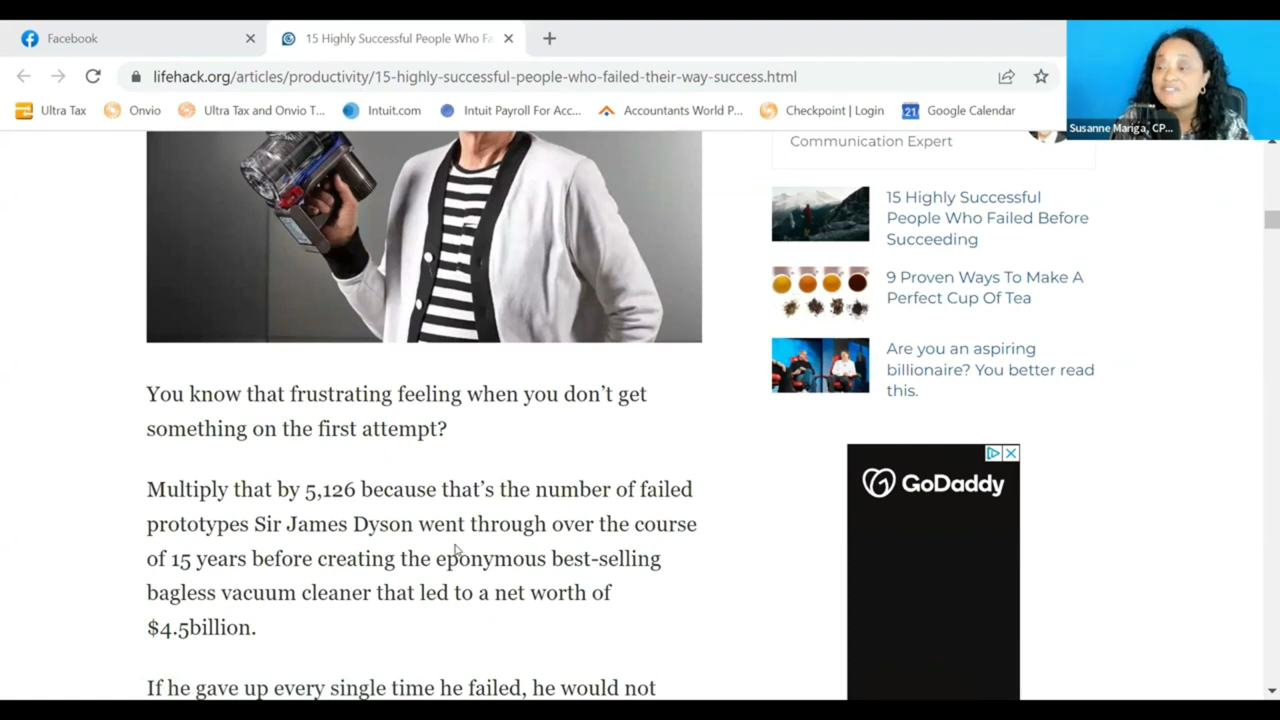 Facebook
15 Highly Successful People Who Fa
lifehack.org/articles/productivity/15-highly-successful-people-who-failed-their-way-success.html
Ultra Tax
Onvio
Ultra Tax and Onvio T...
Intuit.com
Intuit Payroll For Acc...
Accountants World P...
Checkpoint | Login
21
Google Calendar
Susanne Mariga, CP...
Communication Expert
15 Highly Successful
People Who Failed Before
Succeeding
9 Proven Ways To Make A
Perfect Cup Of Tea
Are you an aspiring
billionaire? You better read
this.
You know that frustrating feeling when you don't get
something on the first attempt?
Multiply that by 5,126 because that's the number of failed
prototypes Sir James Dyson went through over the course
of 15 years before creating the eponymous best-selling
bagless vacuum cleaner that led to a net worth of
$4.5billion.
If he gave up every single time he failed, he would not
GoDaddy